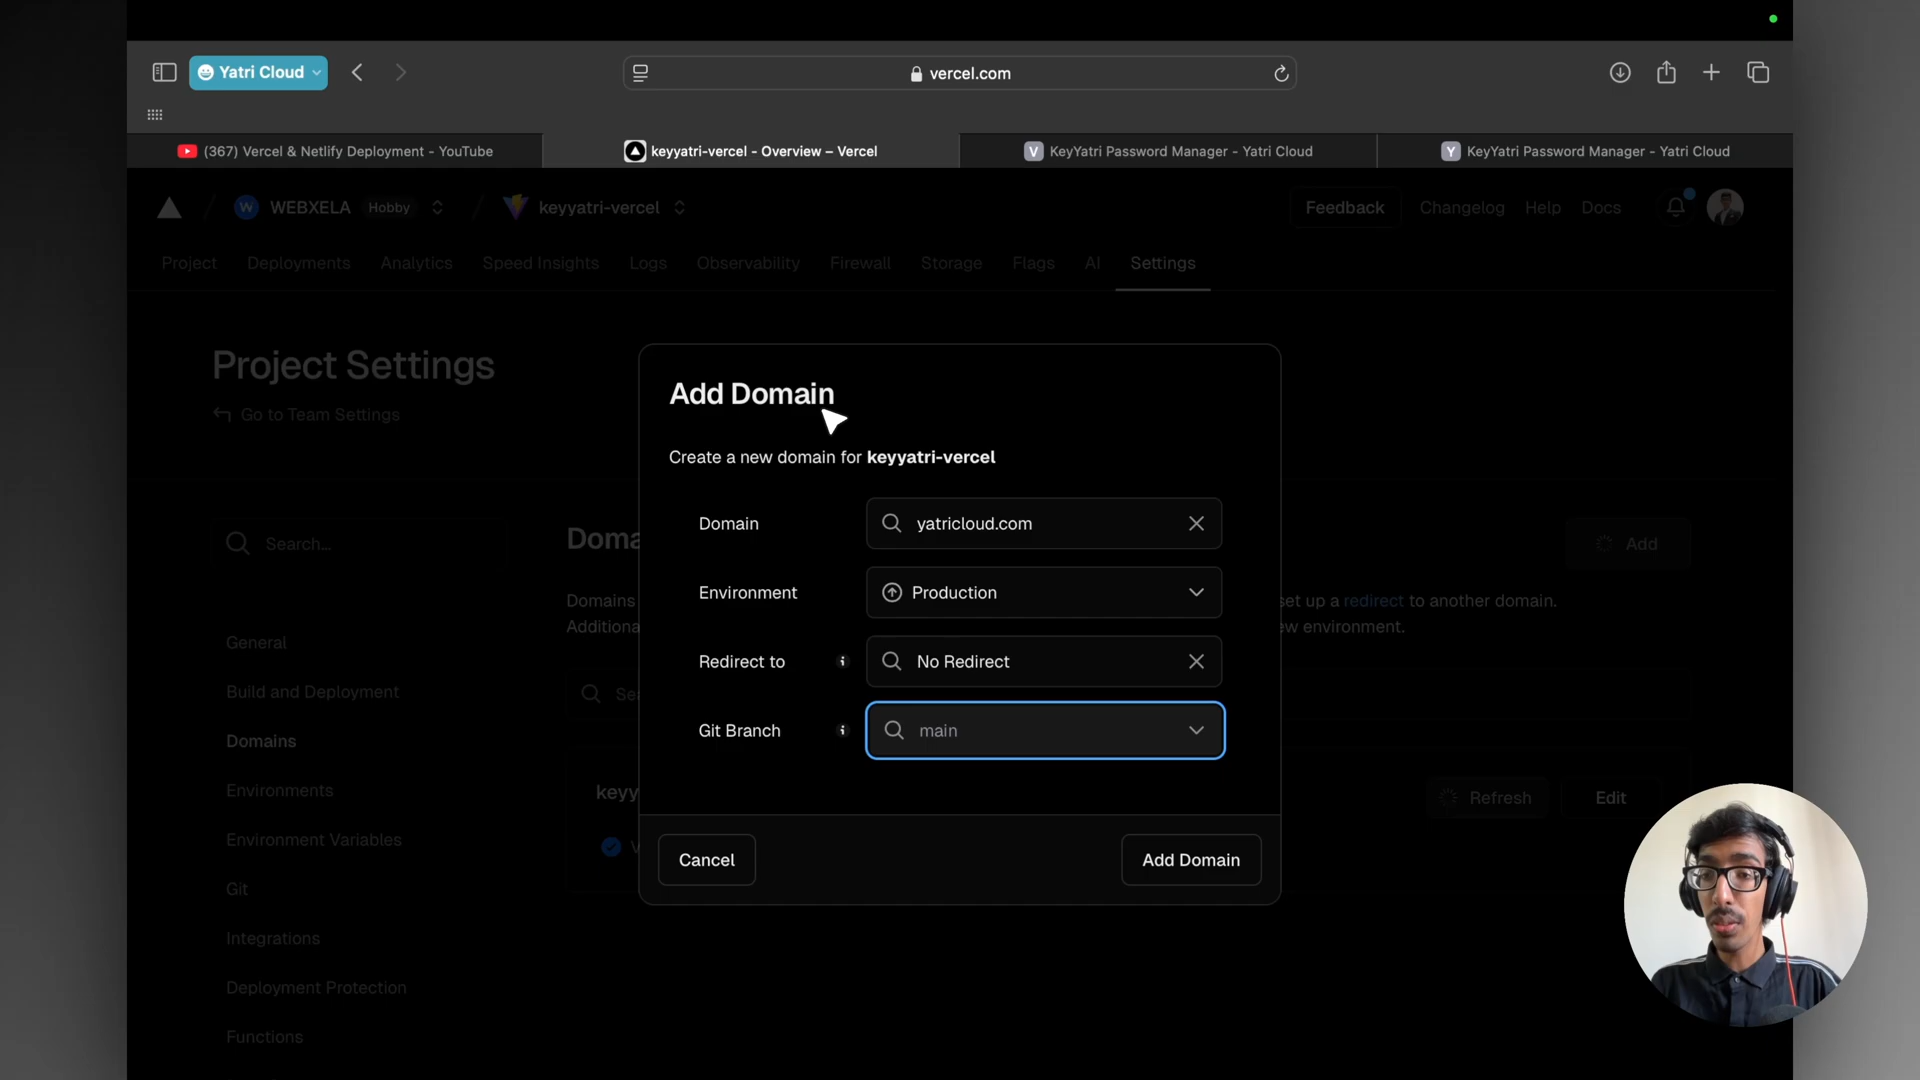 Yatri Cloud
vercel.com
(367) Vercel & Netlify Deployment - YouTube
keyyatri-vercel - Overview – Vercel
V KeyYatri Password Manager - Yatri Cloud
Y KeyYatri Password Manager - Yatri Cloud
W WEBXELA Hobby
keyyatri-vercel
Feedback Changelog Help Docs
Project Deployments Analytics Speed Insights Logs Observability Firewall Storage Flags AI Settings
Project Settings
Go to Team Settings
Search...
General
Build and Deployment
Domains
Environments
Environment Variables
Git
Integrations
Deployment Protection
Functions
Add
Domains
set up a redirect to another domain.
Refresh
Edit
Add Domain
Create a new domain for keyyatri-vercel
Domain yatricloud.com
Environment Production
Redirect to No Redirect
Git Branch main
Cancel Add Domain